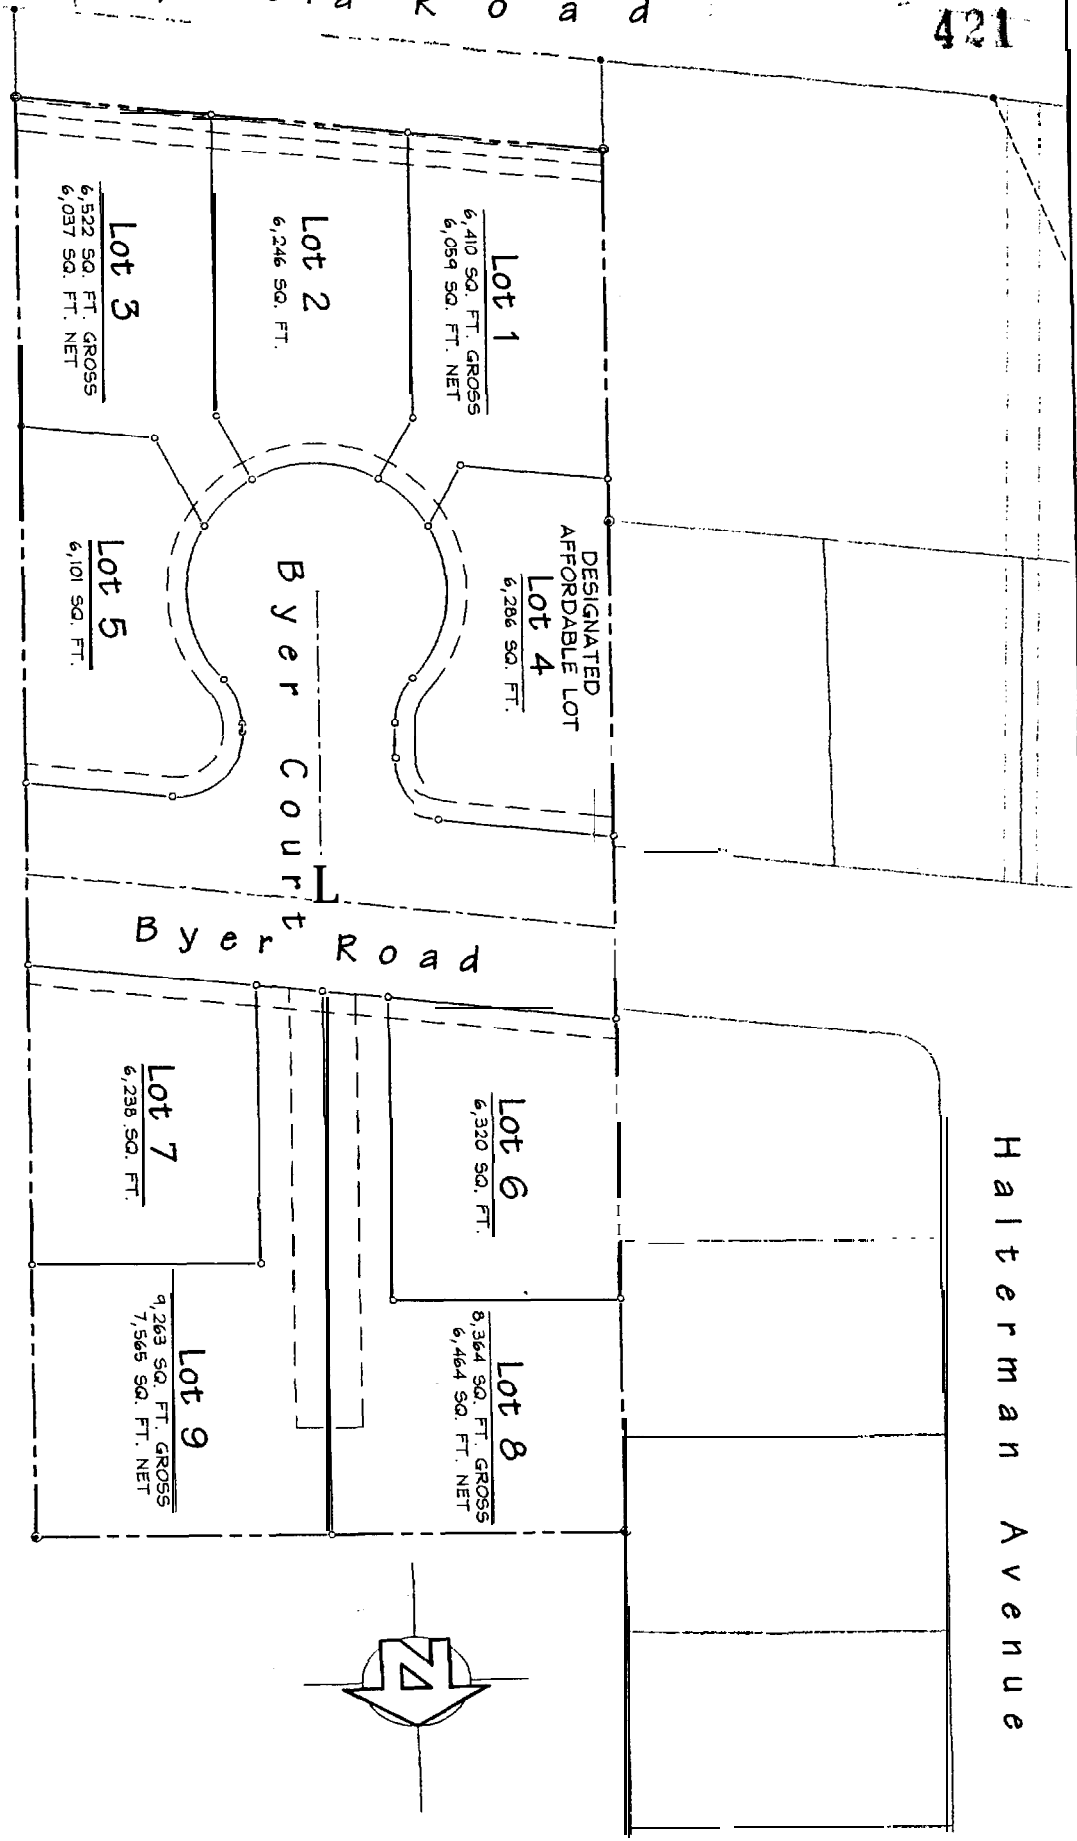 Road
421
Lot 1
6,410 SQ. FT. GROSS
6,059 SQ. FT. NET
Lot 2
6,246 SQ. FT.
Lot 3
6,522 SQ. FT. GROSS
6,037 SQ. FT. NET
DESIGNATED
AFFORDABLE LOT
Lot 4
6,286 SQ. FT.
Lot 5
6,101 SQ. FT.
Byer Court
L
Byer Road
Lot 6
6,320 SQ. FT.
Lot 7
6,238 SQ. FT.
Lot 8
8,364 SQ. FT. GROSS
6,464 SQ. FT. NET
Lot 9
9,263 SQ. FT. GROSS
7,565 SQ. FT. NET
Halterman Avenue
N